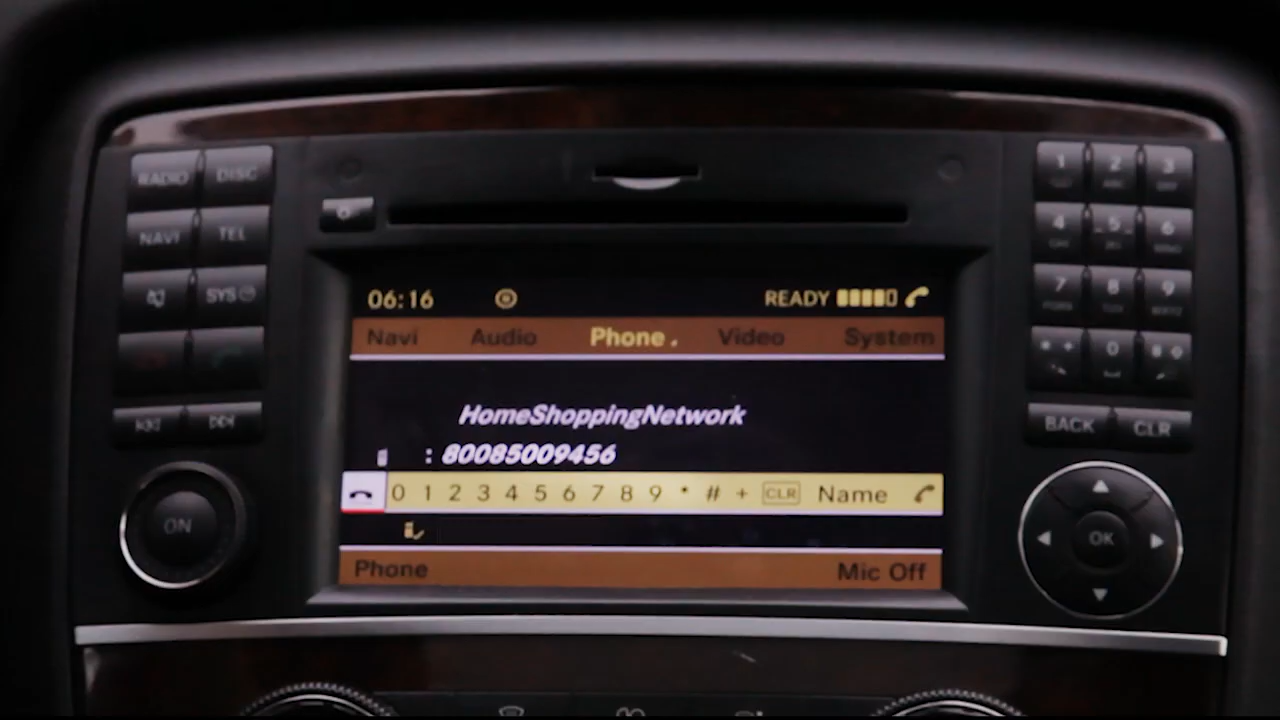 RADIO DISC
NAVI TEL
SYS
ON
06:16 READY
Navi Audio Phone Video System
HomeShoppingNetwork
: 80085009456
0 1 2 3 4 5 6 7 8 9 * # + CLR Name
Phone Mic Off
1 2 3
4 5 6
7 8 9
* + 0 #
BACK CLR
OK